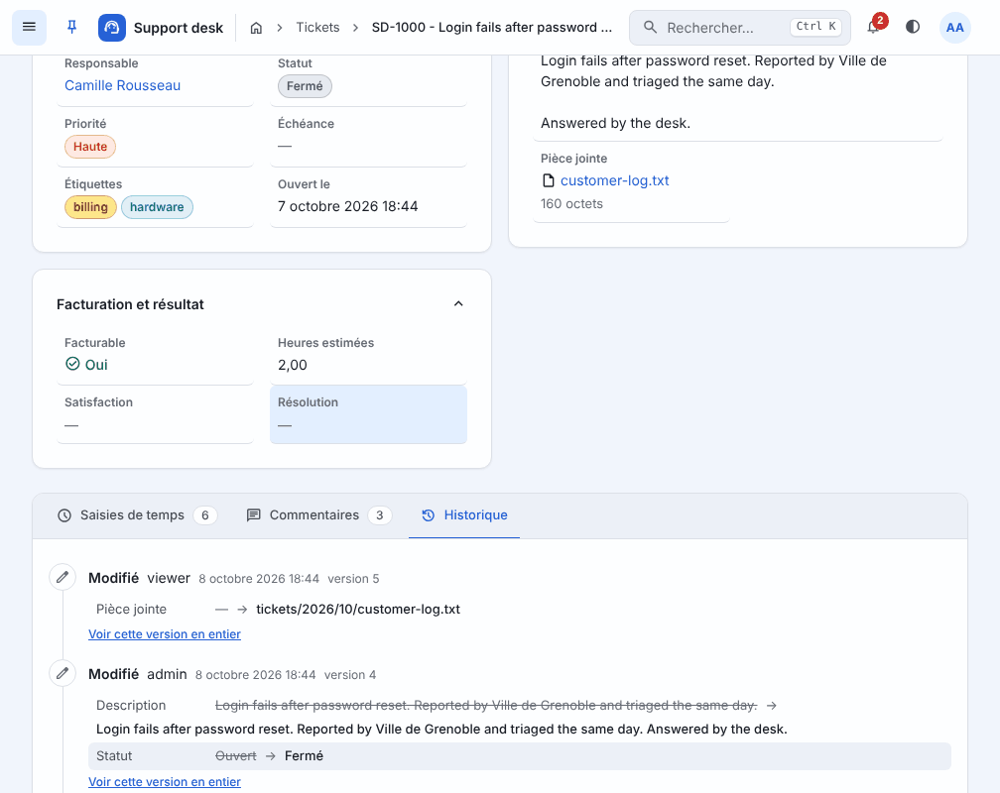 Support desk
Tickets
SD-1000 - Login fails after password ...
Rechercher...
Ctrl K
2
AA
Responsable
Camille Rousseau
Statut
Fermé
Priorité
Haute
Échéance
—
Étiquettes
billing
hardware
Ouvert le
7 octobre 2026 18:44
Login fails after password reset. Reported by Ville de
Grenoble and triaged the same day.
Answered by the desk.
Pièce jointe
customer-log.txt
160 octets
Facturation et résultat
Facturable
Oui
Heures estimées
2,00
Satisfaction
—
Résolution
—
Saisies de temps 6
Commentaires 3
Historique
Modifié viewer 8 octobre 2026 18:44 version 5
Pièce jointe — → tickets/2026/10/customer-log.txt
Voir cette version en entier
Modifié admin 8 octobre 2026 18:44 version 4
Description Login fails after password reset. Reported by Ville de Grenoble and triaged the same day. →
Login fails after password reset. Reported by Ville de Grenoble and triaged the same day. Answered by the desk.
Statut Ouvert → Fermé
Voir cette version en entier